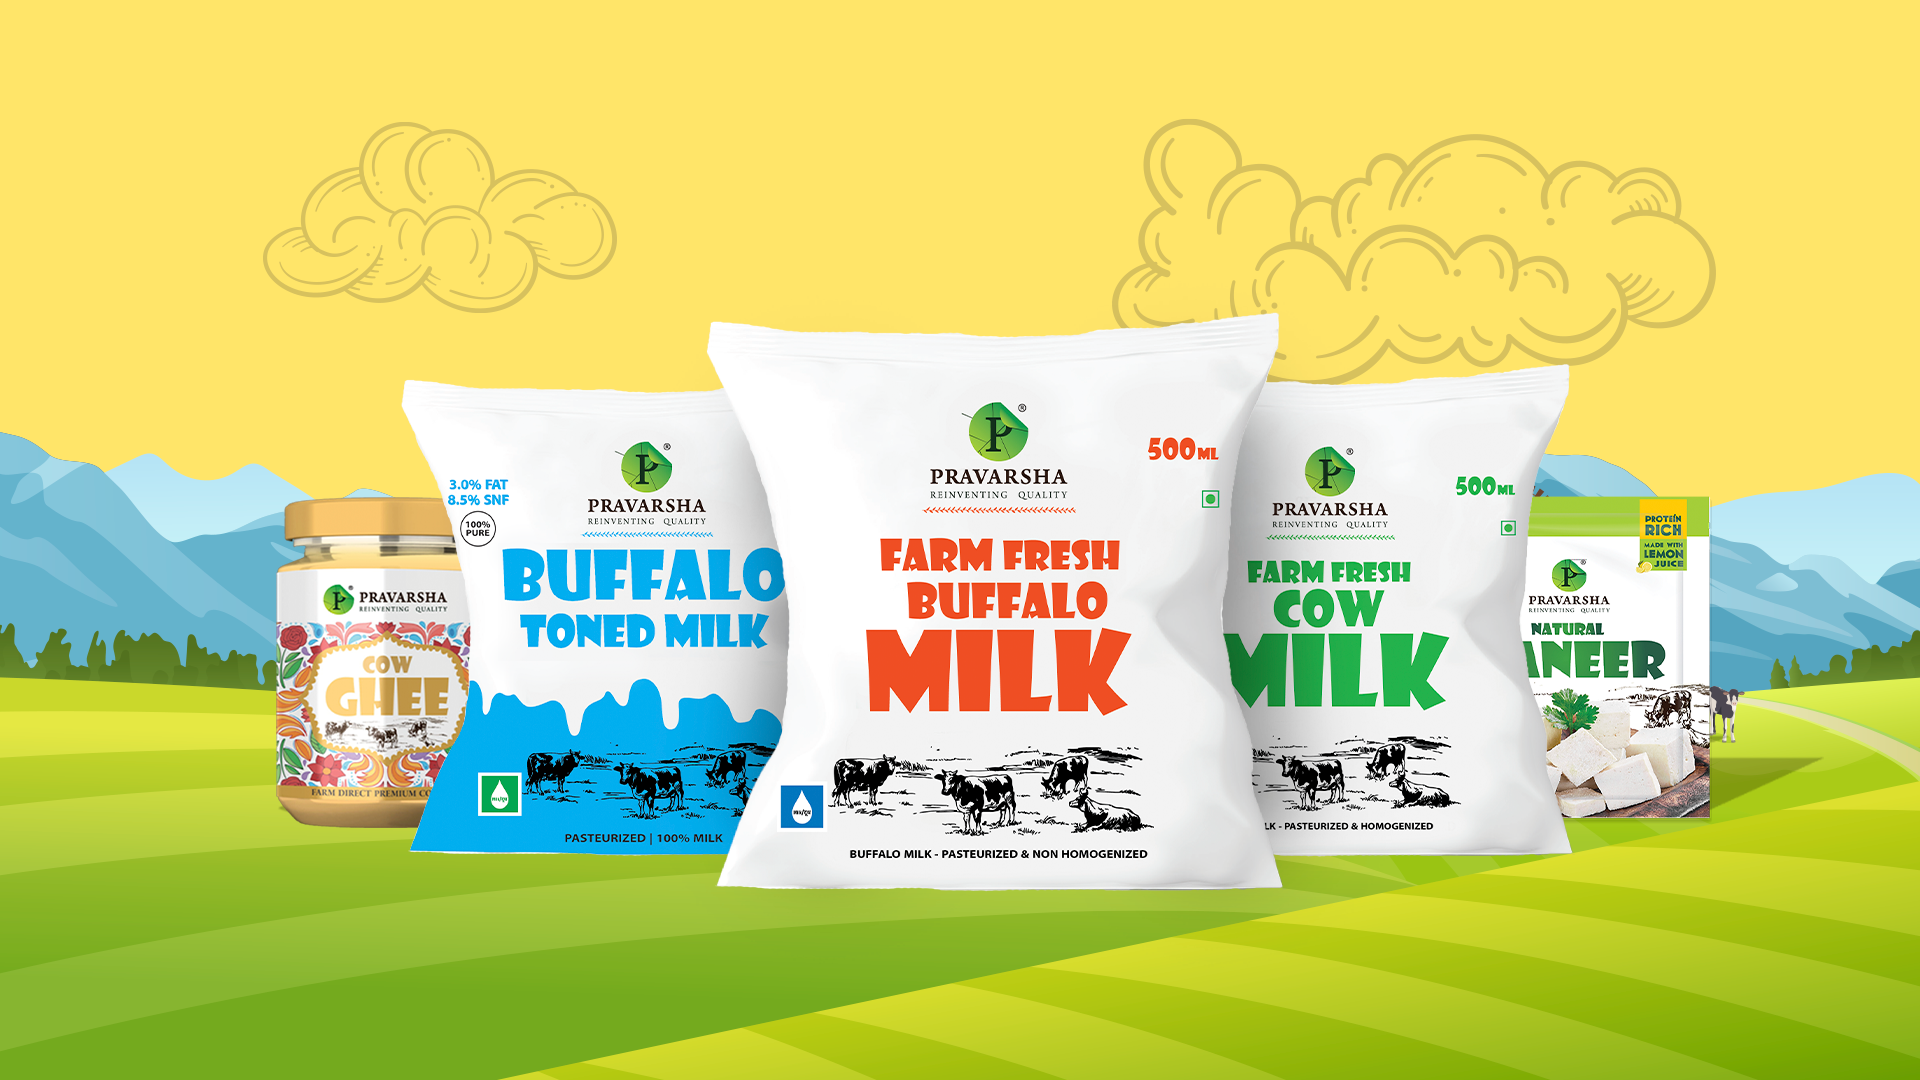 PRAVARSHA
REINVENTING QUALITY
COW
GHEE
FARM DIRECT PREMIUM
3.0% FAT
8.5% SNF
100%
PURE
®
PRAVARSHA
REINVENTING QUALITY
BUFFALO
TONED MILK
PASTEURIZED | 100% MILK
®
PRAVARSHA
REINVENTING QUALITY
500ML
FARM FRESH
BUFFALO
MILK
BUFFALO MILK - PASTEURIZED & NON HOMOGENIZED
®
PRAVARSHA
REINVENTING QUALITY
500ML
FARM FRESH
COW
MILK
LK - PASTEURIZED & HOMOGENIZED
PROTEIN
RICH
MADE WITH
LEMON
JUICE
PRAVARSHA
REINVENTING QUALITY
NATURAL
ANEER